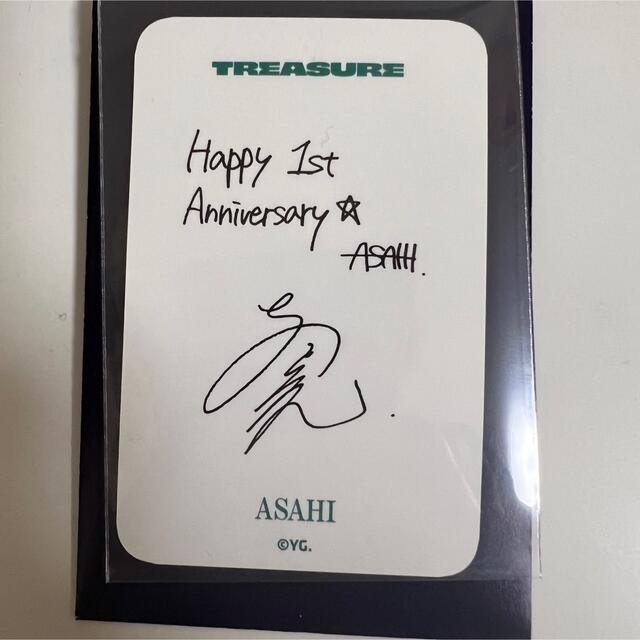 TREASURE
Happy 1st
Anniversary☆
ASAHI.
ASAHI
©YG.